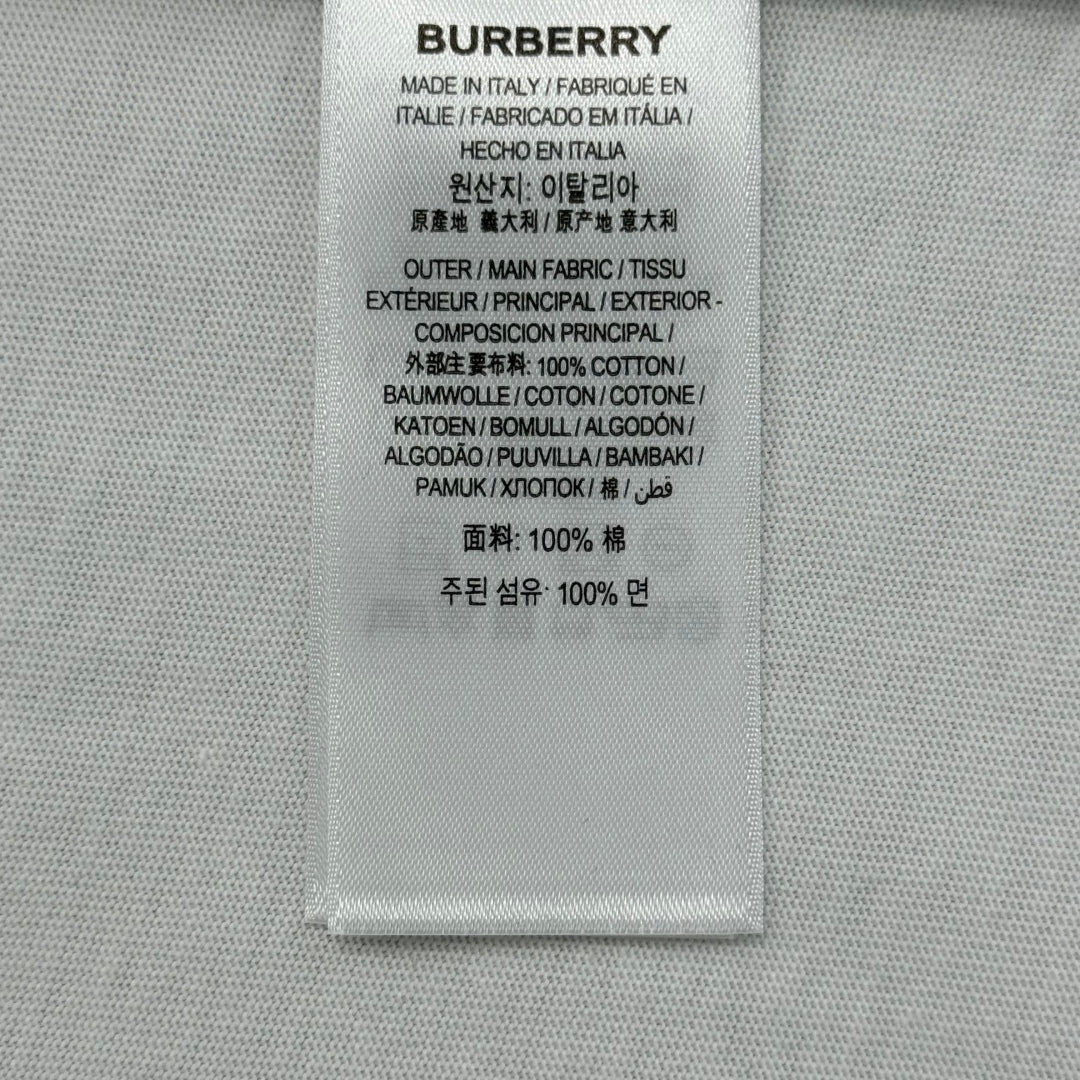 BURBERRY
MADE IN ITALY / FABRIQUÉ EN
ITALIE / FABRICADO EM ITÁLIA /
HECHO EN ITALIA
원산지: 이탈리아
原產地 義大利 / 原产地 意大利
OUTER / MAIN FABRIC / TISSU
EXTÉRIEUR / PRINCIPAL / EXTERIOR -
COMPOSICION PRINCIPAL /
外部/主要布料: 100% COTTON /
BAUMWOLLE / COTON / COTONE /
KATOEN / BOMULL / ALGODÓN /
ALGODÃO / PUUVILLA / BAMBAKI /
PAMUK / ХЛОПОК / 棉 / قطن
面料: 100% 棉
주된 섬유· 100% 면